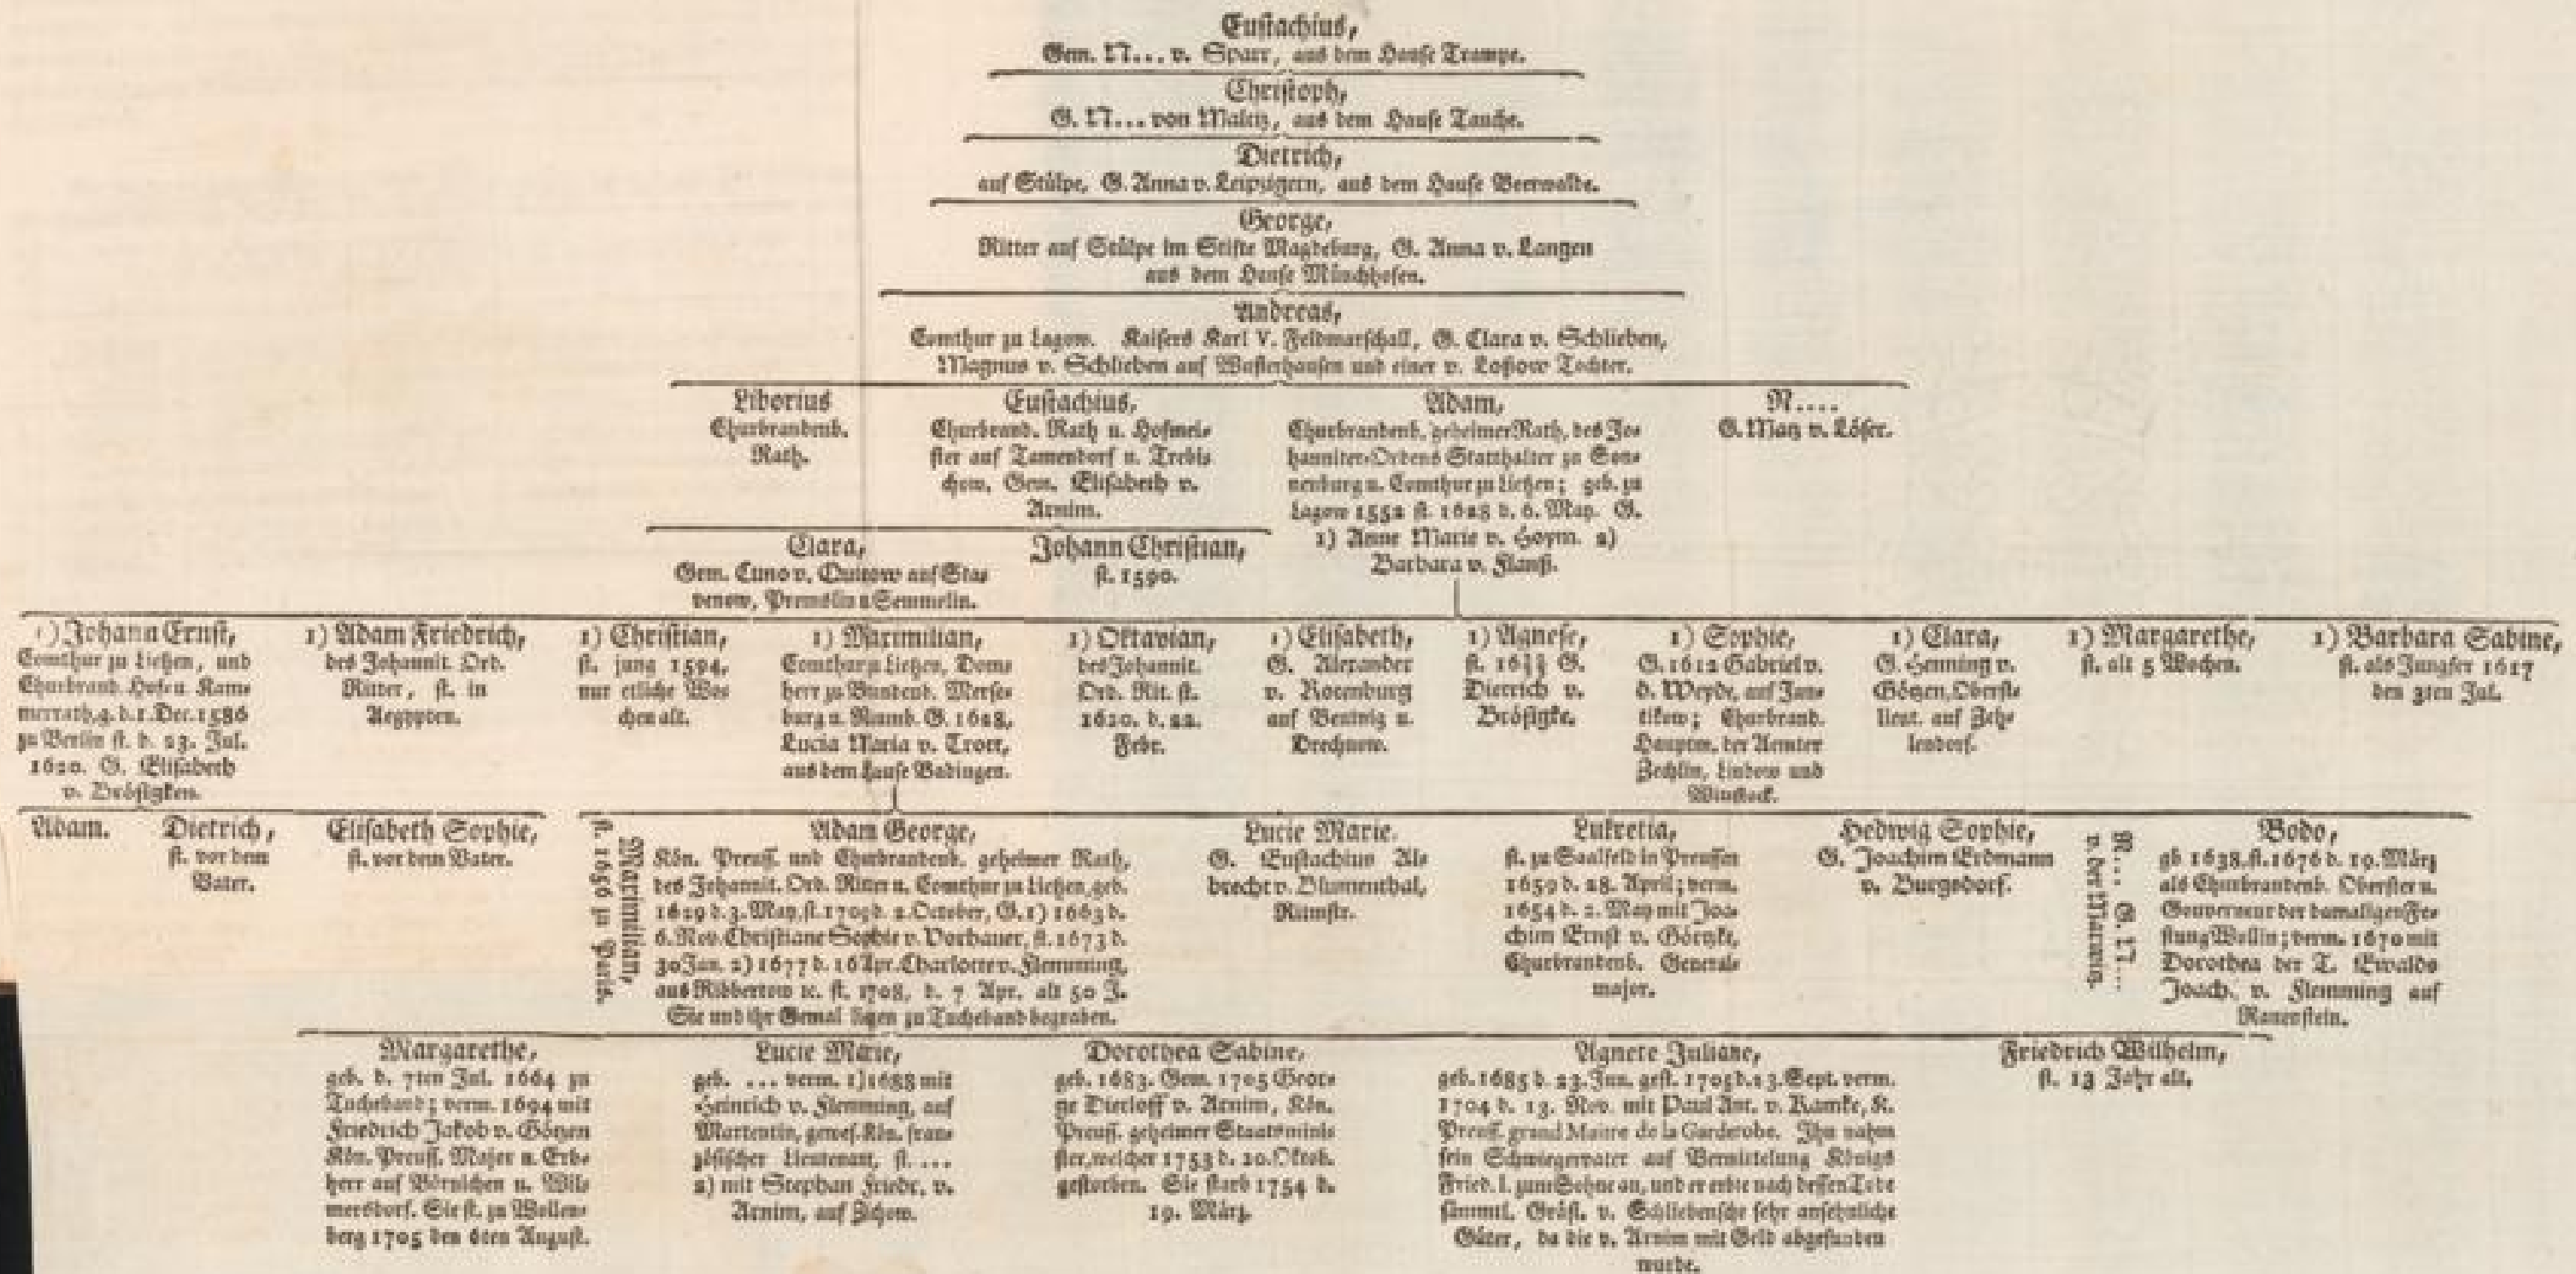 Eustachius,
Gem. N... v. Sparr, aus dem Hause Trampe.
Christoph,
G. N... von Maltiz, aus dem Hause Tauche.
Dietrich,
auf Stülpe, G. Anna v. Leipzigern, aus dem Hause Beerwalde.
George,
Ritter auf Stülpe im Stifte Magdeburg, G. Anna v. Langen
aus dem Hause Münchhofen.
Andreas,
Comthur zu Lagow. Kaisers Karl V. Feldmarschall, G. Clara v. Schlieben,
Magnus v. Schlieben auf Wusterhausen und einer v. Loßow Tochter.
Liborius
Churbrandenb.
Rath.
Eustachius,
Churbrand. Rath u. Hofmei-
ster auf Tamendorf u. Trebi-
chow, Gem. Elisabeth v.
Arnim.
Adam,
Churbrandenb. geheimer Rath, des Jo-
hanniter-Ordens Statthalter zu Son-
nenburg u. Comthur zu Lietzen; geb. zu
Lagow 1552 st. 1628 d. 6. May. G.
1) Anne Marie v. Hoym. 2)
Barbara v. Flanß.
N....
G. Matz v. Löser.
Clara,
Gem. Cuno v. Quitzow auf Sta-
venow, Premslin u Semmelin.
Johann Christian,
st. 1590.
1) Johann Ernst,
Comthur zu Lietzen, und
Churbrand. Hof- u. Kam-
merrath, g. d. 1. Dec. 1586
zu Berlin st. d. 23. Jul.
1620. G. Elisabeth
v. Brösigken.
1) Adam Friedrich,
des Johannit. Ord.
Ritter, st. in
Aegypten.
1) Christian,
st. jung 1594,
nur etliche Wo-
chen alt.
1) Maximilian,
Comthur zu Lietzen, Dom-
herr zu Brandenb. Merse-
burg u. Naumb. G. 1628,
Lucia Maria v. Trott,
aus dem Hause Badingen.
1) Oktavian,
des Johannit.
Ord. Rit. st.
1620. d. 22.
Febr.
1) Elisabeth,
G. Alexander
v. Rotenburg
auf Beutnig u.
Drechnow.
1) Agnese,
st. G.
Dietrich v.
Brösigke.
1) Sophie,
G. 1612 Gabriel v.
d. Weyde, auf Jan-
tikow; Churbrand.
Hauptm. der Aemter
Zechlin, Lindow und
Witstock.
1) Clara,
G. Henning v.
Götzen, Oberst-
lieut. auf Zeh-
lendorf.
1) Margarethe,
st. alt 5 Wochen.
1) Barbara Sabine,
st. als Jungfer 1617
den 3ten Jul.
Adam.
Dietrich,
st. vor dem
Vater.
Elisabeth Sophie,
st. vor dem Vater.
Maximilian,
st. 1650 zu Paris.
Adam George,
Kön. Preuss. und Churbrandenb. geheimer Rath,
des Johannit. Ord. Ritter u. Comthur zu Lietzen, geb.
1629 d. 3. May, st. d. 2. October, G. 1) 1663 d.
6. Nov. Christiane Sophie v. Vorhauer, st. 1673 d.
30 Jan. 2) 1677 d. 16 Apr. Charlotte v. Flemming,
aus Ribbertow ic. st. 1708, d. 7 Apr. alt 50 J.
Sie und ihr Gemal liegen zu Tucheband begraben.
Lucie Marie.
G. Eustachius Al-
brecht v. Blumenthal,
Rittmstr.
Lukretia,
st. zu Saalfeld in Preussen
1659 d. 28. April; verm.
1654 d. 2. May mit Joa-
chim Ernst v. Görtzke,
Churbrandenb. General-
major.
Hedwig Sophie,
G. Joachim Erdmann
v. Burgsdorf.
N... G. N...
v. der Marwitz.
Bodo,
gb 1638. st. 1676 d. 19. März
als Churbrandenb. Oberster u.
Gouverneur der damaligen Fe-
stung Wollin; verm. 1670 mit
Dorothea der T. Ewalds
Joach. v. Flemming auf
Ranenstein.
Margarethe,
geb. d. 7ten Jul. 1664 zu
Tucheband; verm. 1694 mit
Friedrich Jakob v. Götzen
Kön. Preuss. Major u. Erb-
herr auf Börnichen u. Wil-
mersdorf. Sie st. zu Wollen-
berg 1705 den 6ten August.
Lucie Marie,
geb. ... verm. 1) 1688 mit
Heinrich v. Flemming, auf
Martentin, gewes. Kön. fran-
zösischer Lieutenant, st. ...
2) mit Stephan Friedr. v.
Arnim, auf Zichow.
Dorothea Sabine,
geb. 1683. Gem. 1705 Geor-
ge Dietloff v. Arnim, Kön.
Preuss. geheimer Staatsmini-
ster, welcher 1753 d. 20. Oktob.
gestorben. Sie starb 1754 d.
19. März.
Agnete Juliane,
geb. 1685 d. 23. Jun. gest. d. 13. Sept. verm.
1704 d. 13. Nov. mit Paul Ant. v. Kamke, K.
Preuss. grand Maitre de la Garderobe. Ihn nahm
sein Schwiegervater auf Vermittelung Königs
Fried. I. zum Sohne an, und er erbte nach dessen Tode
sämmtl. Gräfl. v. Schliebensche sehr ansehnliche
Güter, da die v. Arnim mit Geld abgefunden
wurde.
Friedrich Wilhelm,
st. 13 Jahr alt.